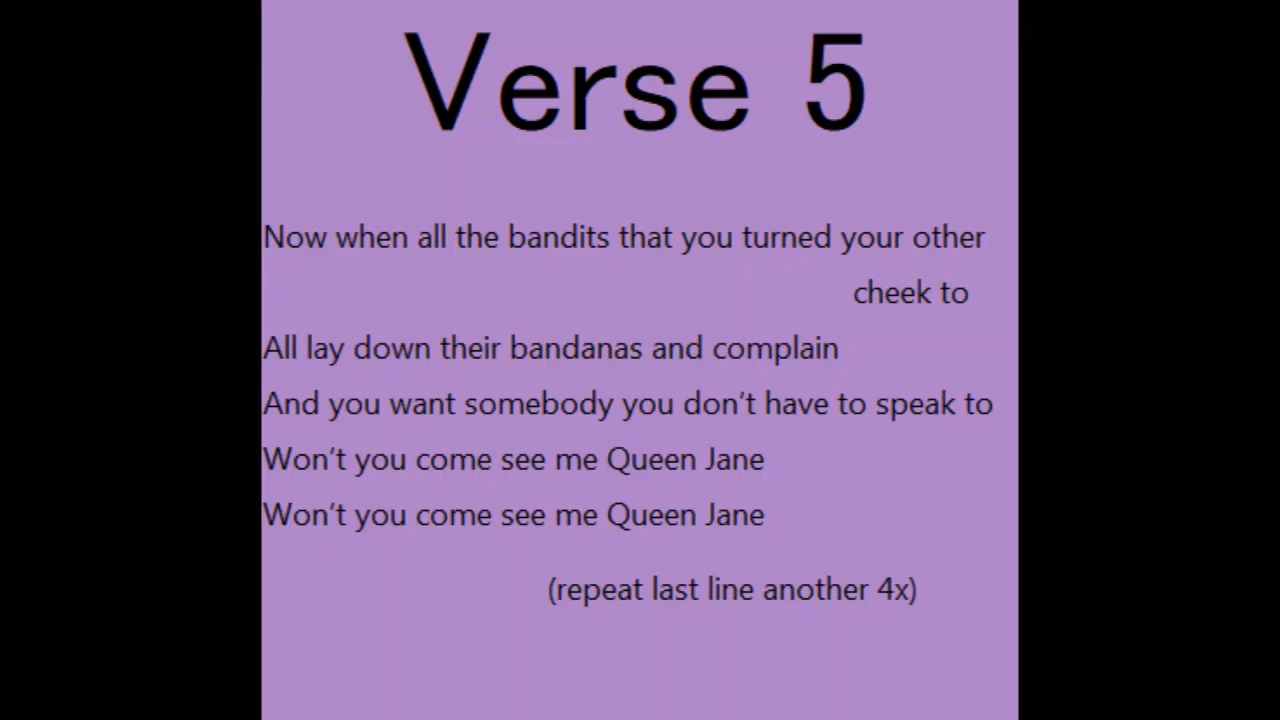 Verse 5
Now when all the bandits that you turned your other
cheek to
All lay down their bandanas and complain
And you want somebody you don’t have to speak to
Won’t you come see me Queen Jane
Won’t you come see me Queen Jane
(repeat last line another 4x)